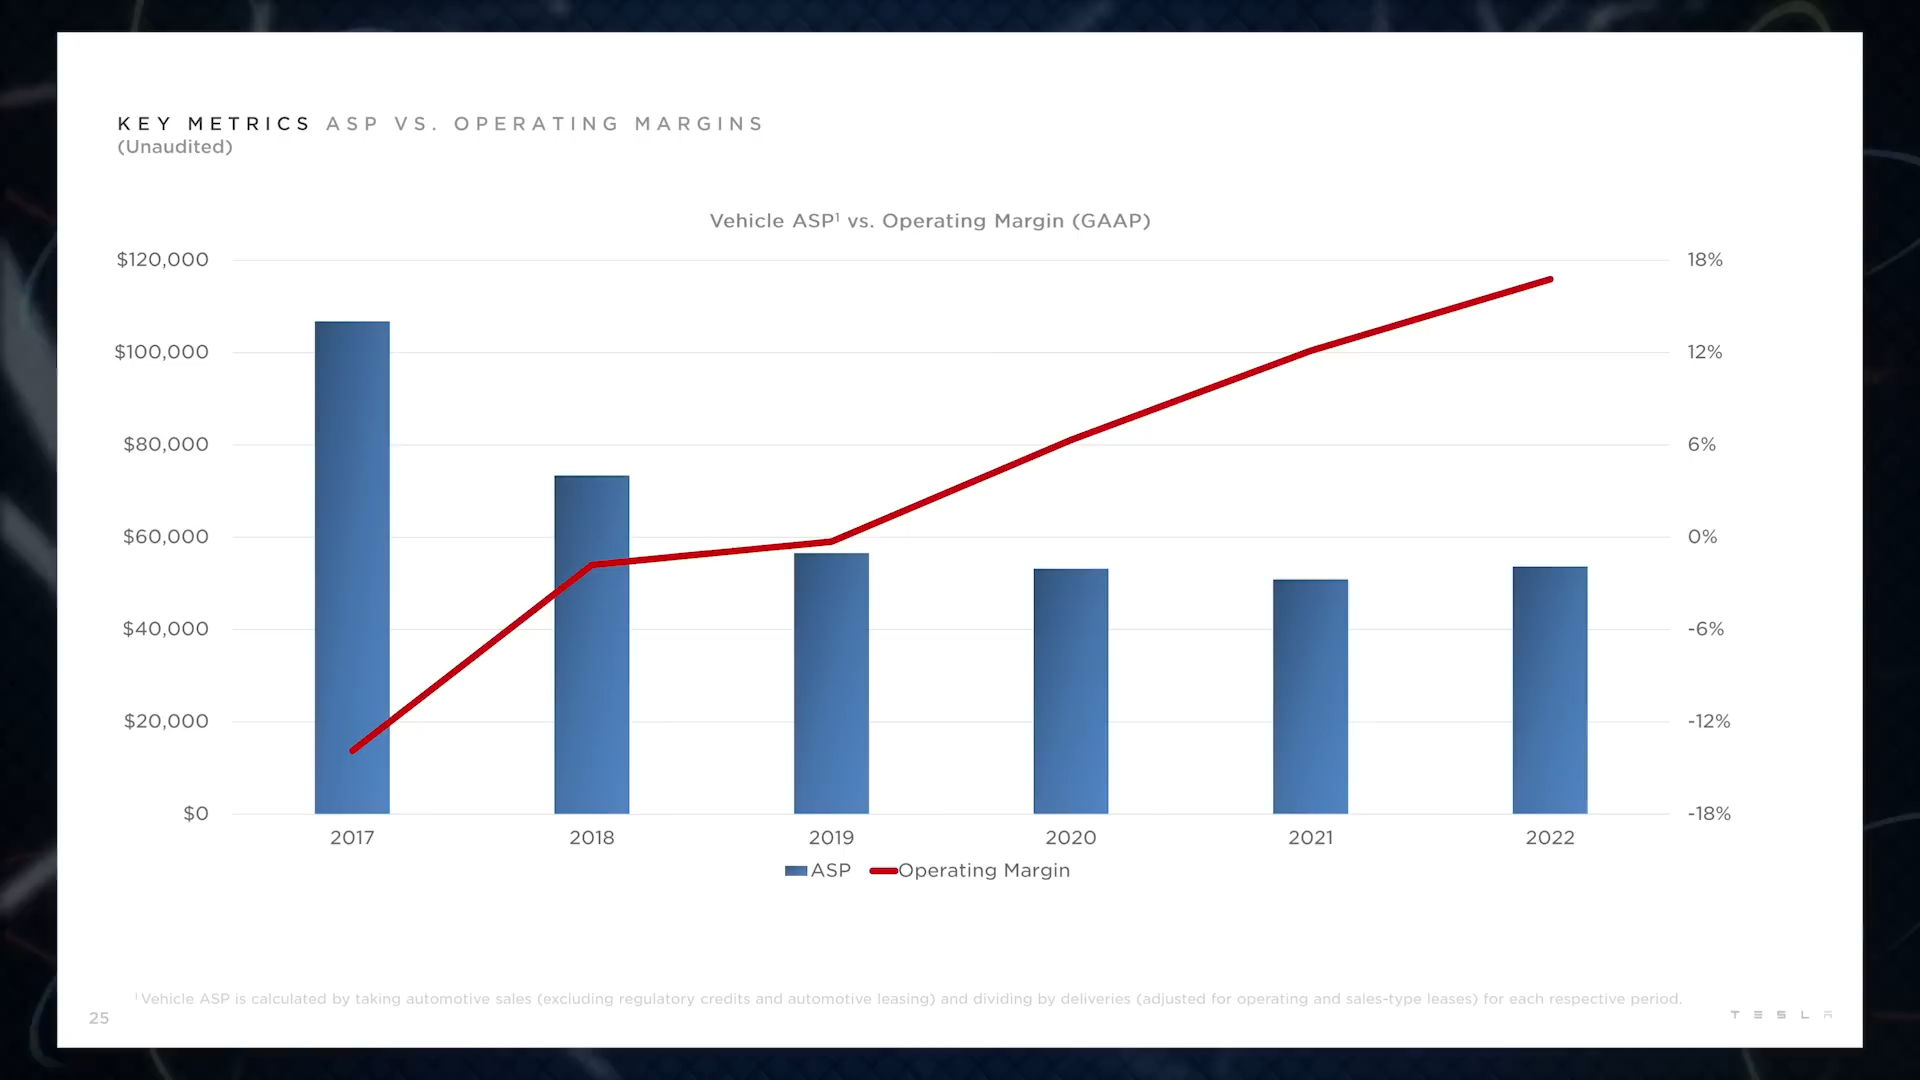 KEY METRICS ASP VS. OPERATING MARGINS
(Unaudited)
Vehicle ASP¹ vs. Operating Margin (GAAP)
$120,000
$100,000
$80,000
$60,000
$40,000
$20,000
$0
18%
12%
6%
0%
-6%
-12%
-18%
2017 2018 2019 2020 2021 2022
ASP Operating Margin
¹ Vehicle ASP is calculated by taking automotive sales (excluding regulatory credits and automotive leasing) and dividing by deliveries (adjusted for operating and sales-type leases) for each respective period.
25
TESLA